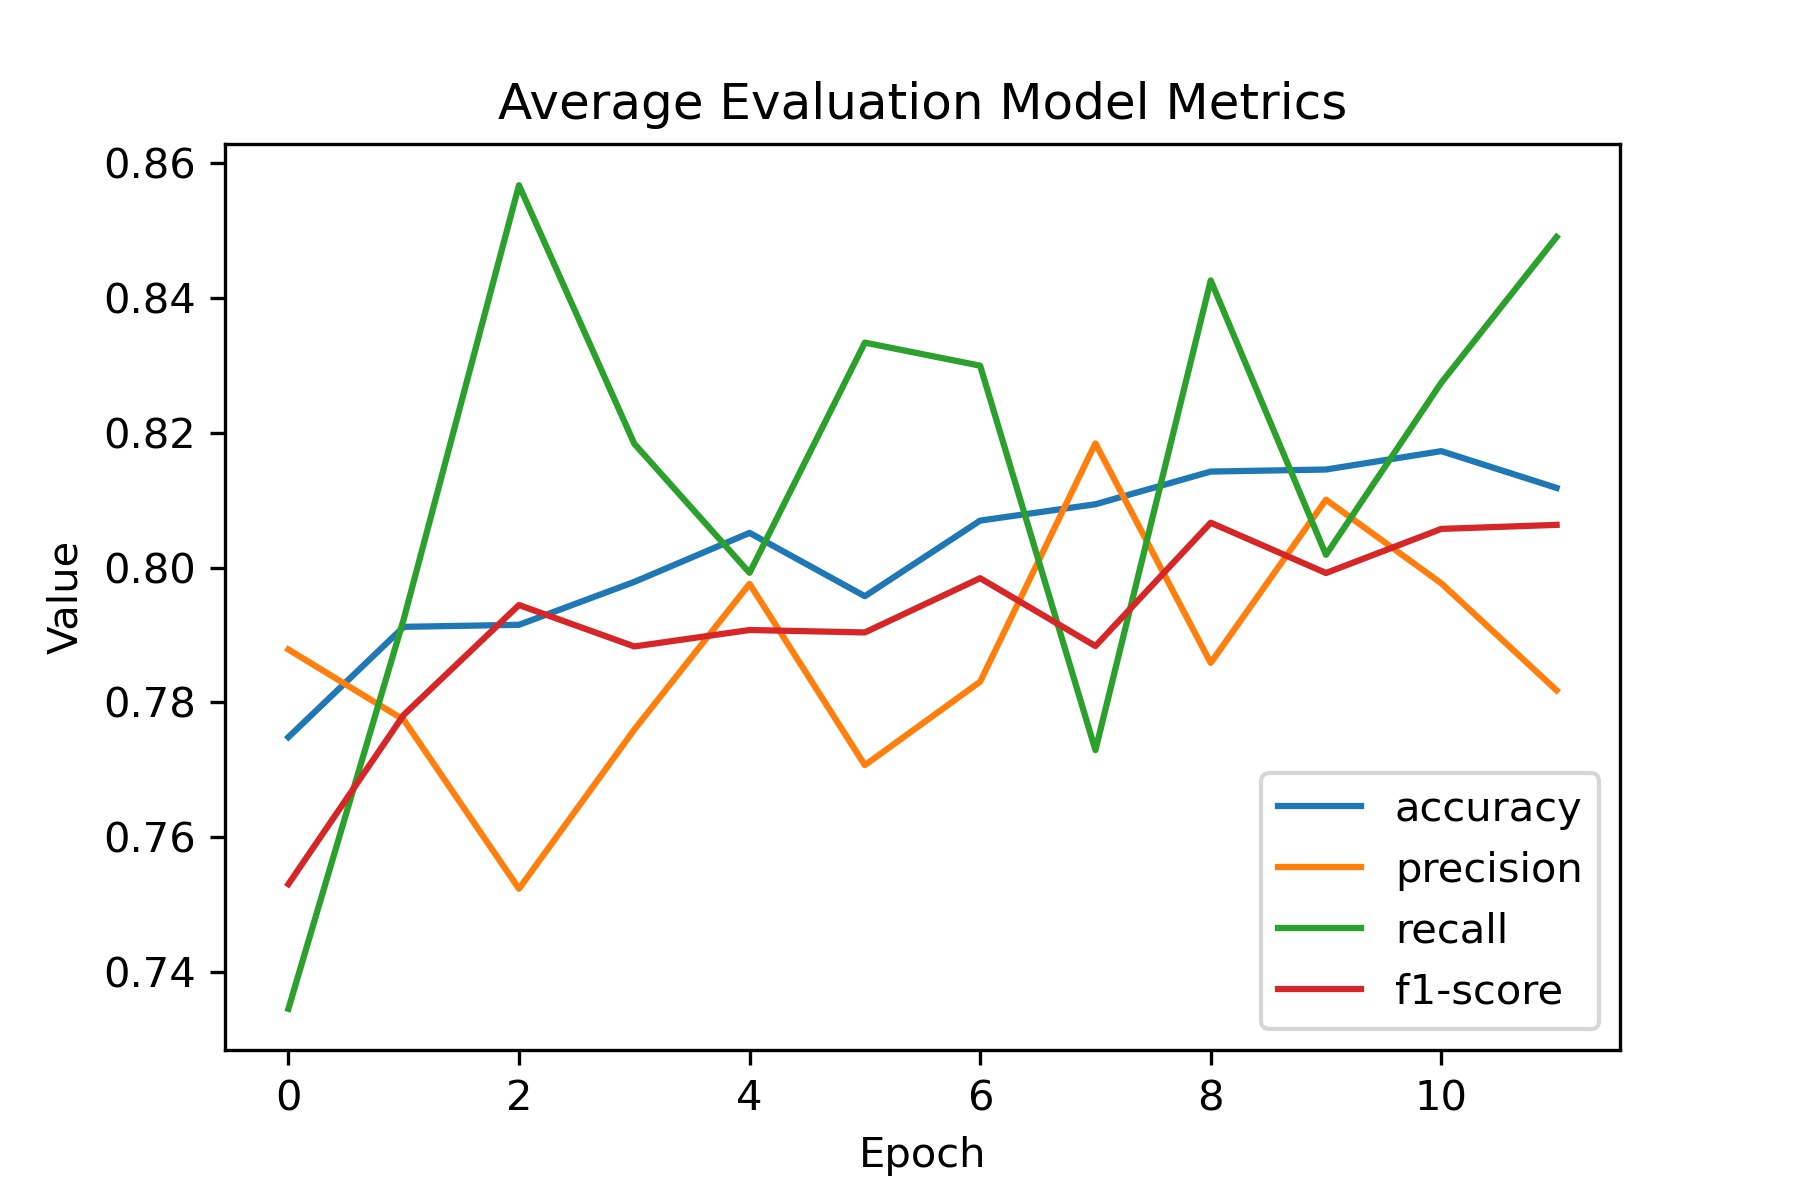 Average Evaluation Model Metrics
0.86
0.84
0.82
0.80
0.78
0.76
0.74
Value
accuracy
precision
recall
f1-score
0 2 4 6 8 10
Epoch